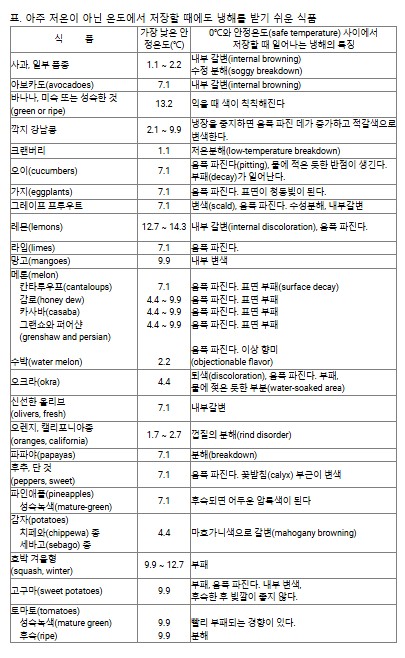 표. 아주 저온이 아닌 온도에서 저장할 때에도 냉해를 받기 쉬운 식품
식 품 가장 낮은 안정온도(℃) 0℃와 안정온도(safe temperature) 사이에서 저장할 때 일어나는 냉해의 특징
사과, 일부 품종 1.1 ~ 2.2 내부 갈변(internal browning)
수정 분해(soggy breakdown)
아보카도(avocadoes) 7.1 내부 갈변(internal browning)
바나나, 미숙 또는 성숙한 것
(green or ripe) 13.2 익을 때 색이 칙칙해진다
깍지 강남콩 2.1 ~ 9.9 냉장을 중지하면 움푹 파진 데가 증가하고 적갈색으로
변색한다.
크랜버리 1.1 저온분해(low-temperature breakdown)
오이(cucumbers) 7.1 움푹 파진다(pitting), 물에 적은 듯한 반점이 생긴다.
부패(decay)가 일어난다.
가지(eggplants) 7.1 움푹 파진다. 표면이 청동빛이 된다.
그레이프 프루우트 7.1 변색(scald), 움푹 파진다. 수성분해, 내부갈변
레몬(lemons) 12.7 ~ 14.3 내부 갈변(internal discoloration), 움푹 파진다.
라임(limes) 7.1 움푹 파진다.
망고(mangoes) 9.9 내부 변색
메론(melon)
칸타루우프(cantaloups) 7.1 움푹 파진다. 표면 부패(surface decay)
감로(honey dew) 4.4 ~ 9.9 움푹 파진다. 표면 부패
카사바(casaba) 4.4 ~ 9.9 움푹 파진다. 표면 부패
그랜쇼와 퍼어샨 4.4 ~ 9.9 움푹 파진다. 표면 부패
(grenshaw and persian)
움푹 파진다. 이상 향미
수박(water melon) 2.2 (objectionable flavor)
오크라(okra) 4.4 퇴색(discoloration), 움푹 파진다. 부패,
물에 젖은 듯한 부분(water-soaked area)
신선한 올리브
(olivers, fresh) 7.1 내부갈변
오렌지, 캘리포니아종
(oranges, california) 1.7 ~ 2.7 껍질의 분해(rind disorder)
파파야(papayas) 7.1 분해(breakdown)
후추, 단 것
(peppers, sweet) 7.1 움푹 파진다. 꽃받침(calyx) 부근이 변색
파인애플(pineapples)
성숙녹색(mature-green) 7.1 후숙되면 어두운 암록색이 된다
감자(potatoes)
치페와(chippewa) 종 4.4 마호가니색으로 갈변(mahogany browning)
세바고(sebago) 종
호박 겨울형
(squash, winter) 9.9 ~ 12.7 부패
고구마(sweet potatoes) 9.9 부패, 움푹 파진다. 내부 변색,
후숙한 후 빛깔이 좋지 않다.
토마토(tomatoes)
성숙녹색(mature green) 9.9 빨리 부패되는 경향이 있다.
후숙(ripe) 9.9 분해